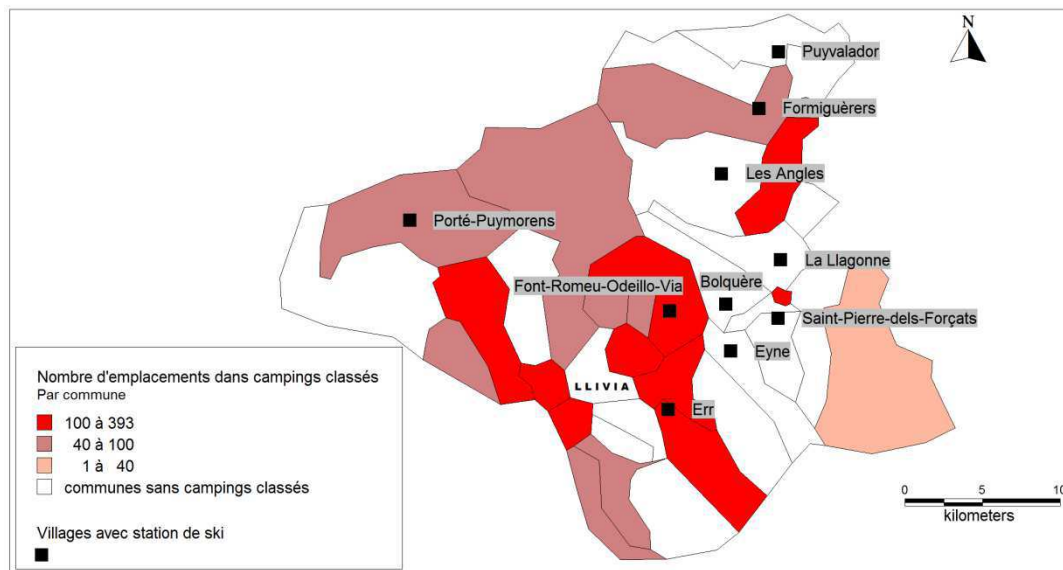 N
Puyvalador
Formiguèrers
Les Angles
Porté-Puymorens
La Llagonne
Font-Romeu-Odeillo-Via
Bolquère
Saint-Pierre-dels-Forçats
Eyne
LLIVIA
Err
Nombre d'emplacements dans campings classés
Par commune
100 à 393
40 à 100
1 à 40
communes sans campings classés
Villages avec station de ski
0 5 10
kilometers